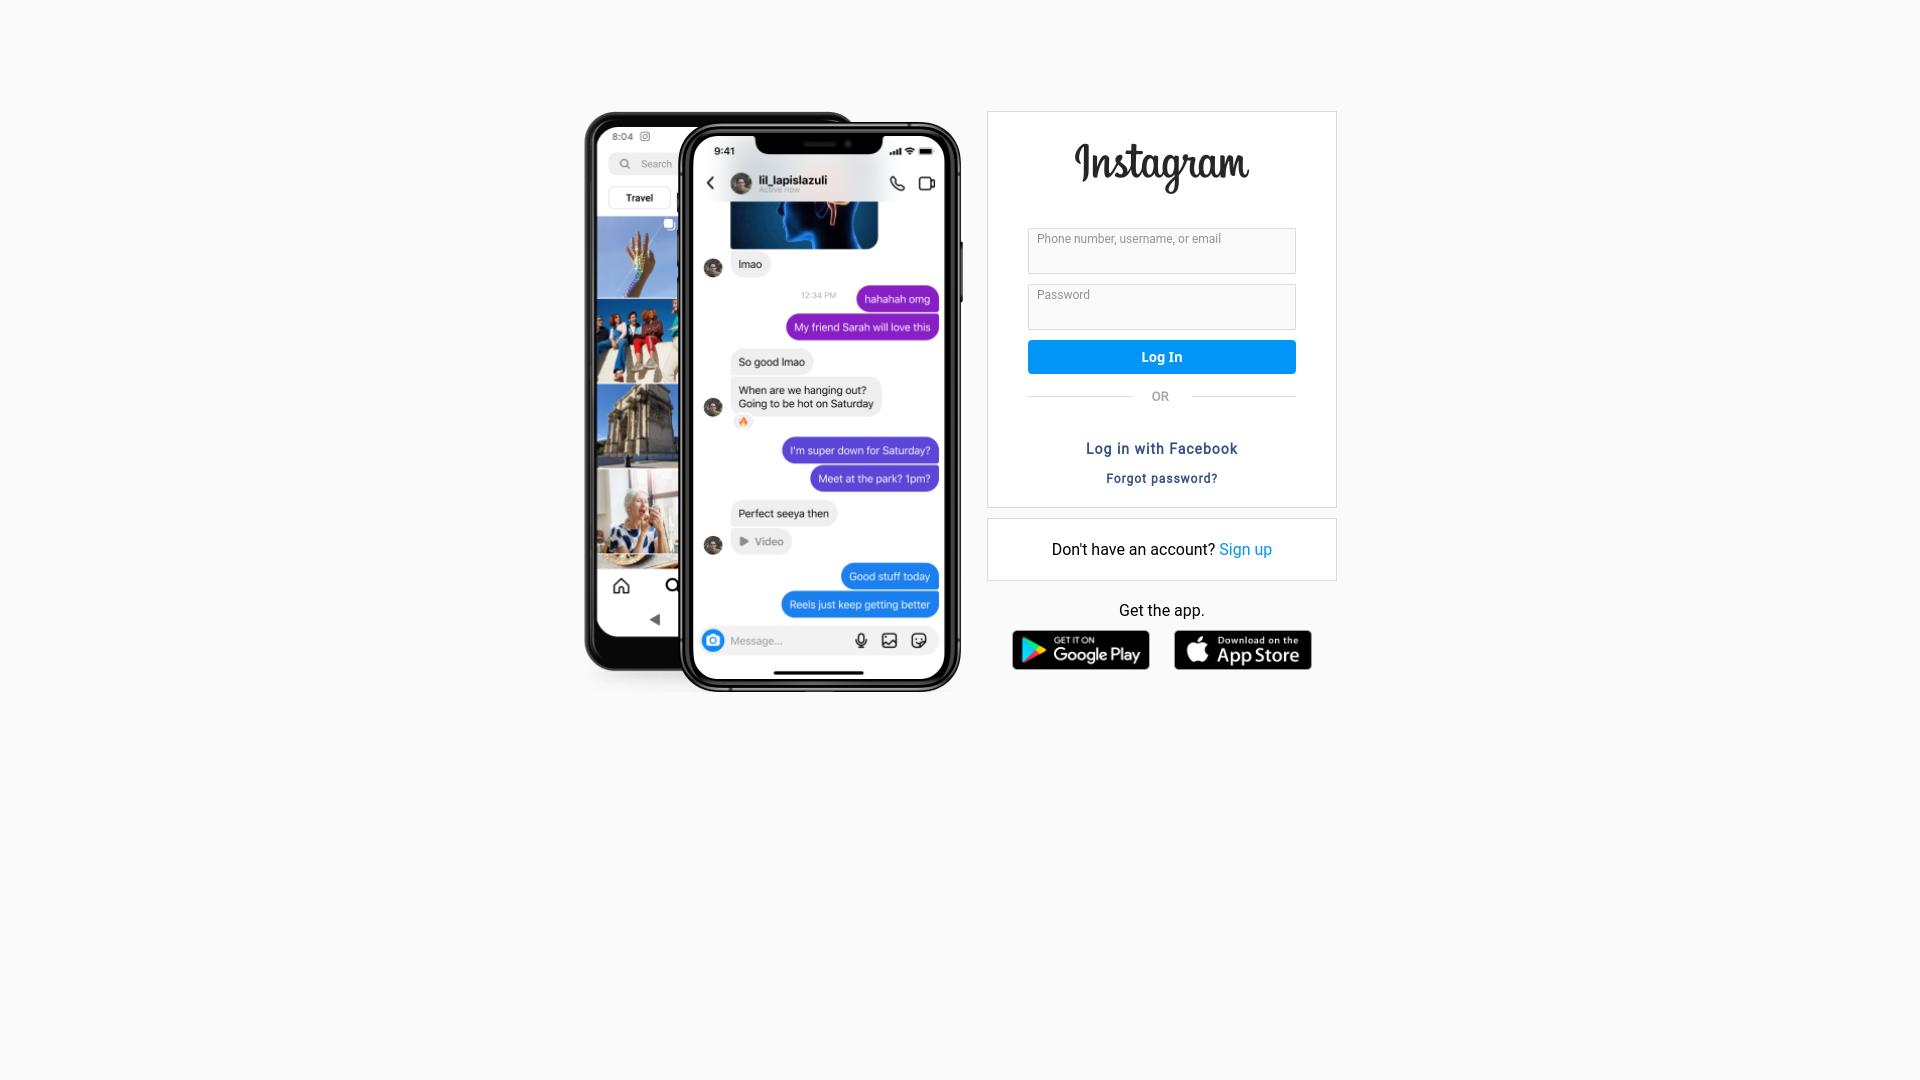 8:04
Search
Travel
9:41
lil_lapislazuli
Active now
lmao
12:34 PM
hahahah omg
My friend Sarah will love this
So good lmao
When are we hanging out?
Going to be hot on Saturday
I'm super down for Saturday?
Meet at the park? 1pm?
Perfect seeya then
Video
Good stuff today
Reels just keep getting better
Message...
Instagram
Phone number, username, or email
Password
Log In
OR
Log in with Facebook
Forgot password?
Don't have an account? Sign up
Get the app.
GET IT ON
Google Play
Download on the
App Store